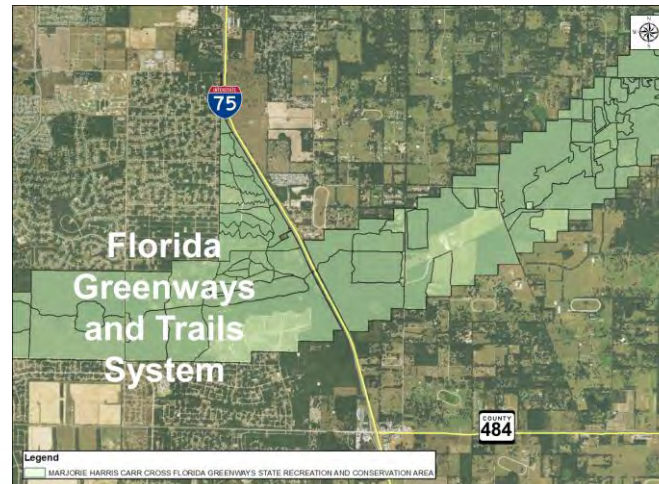 INTERSTATE
75
Florida
Greenways
and Trails
System
COUNTY
484
Legend
MARJORIE HARRIS CARR CROSS FLORIDA GREENWAYS STATE RECREATION AND CONSERVATION AREA